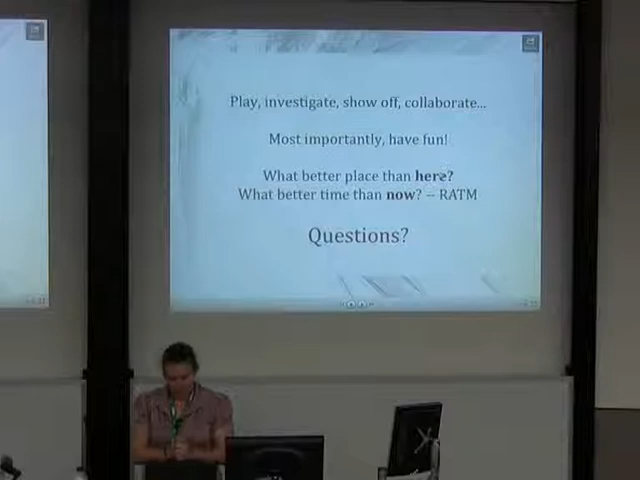 Play, investigate, show off, collaborate...
Most importantly, have fun!
What better place than here?
What better time than now? -- RATM
Questions?